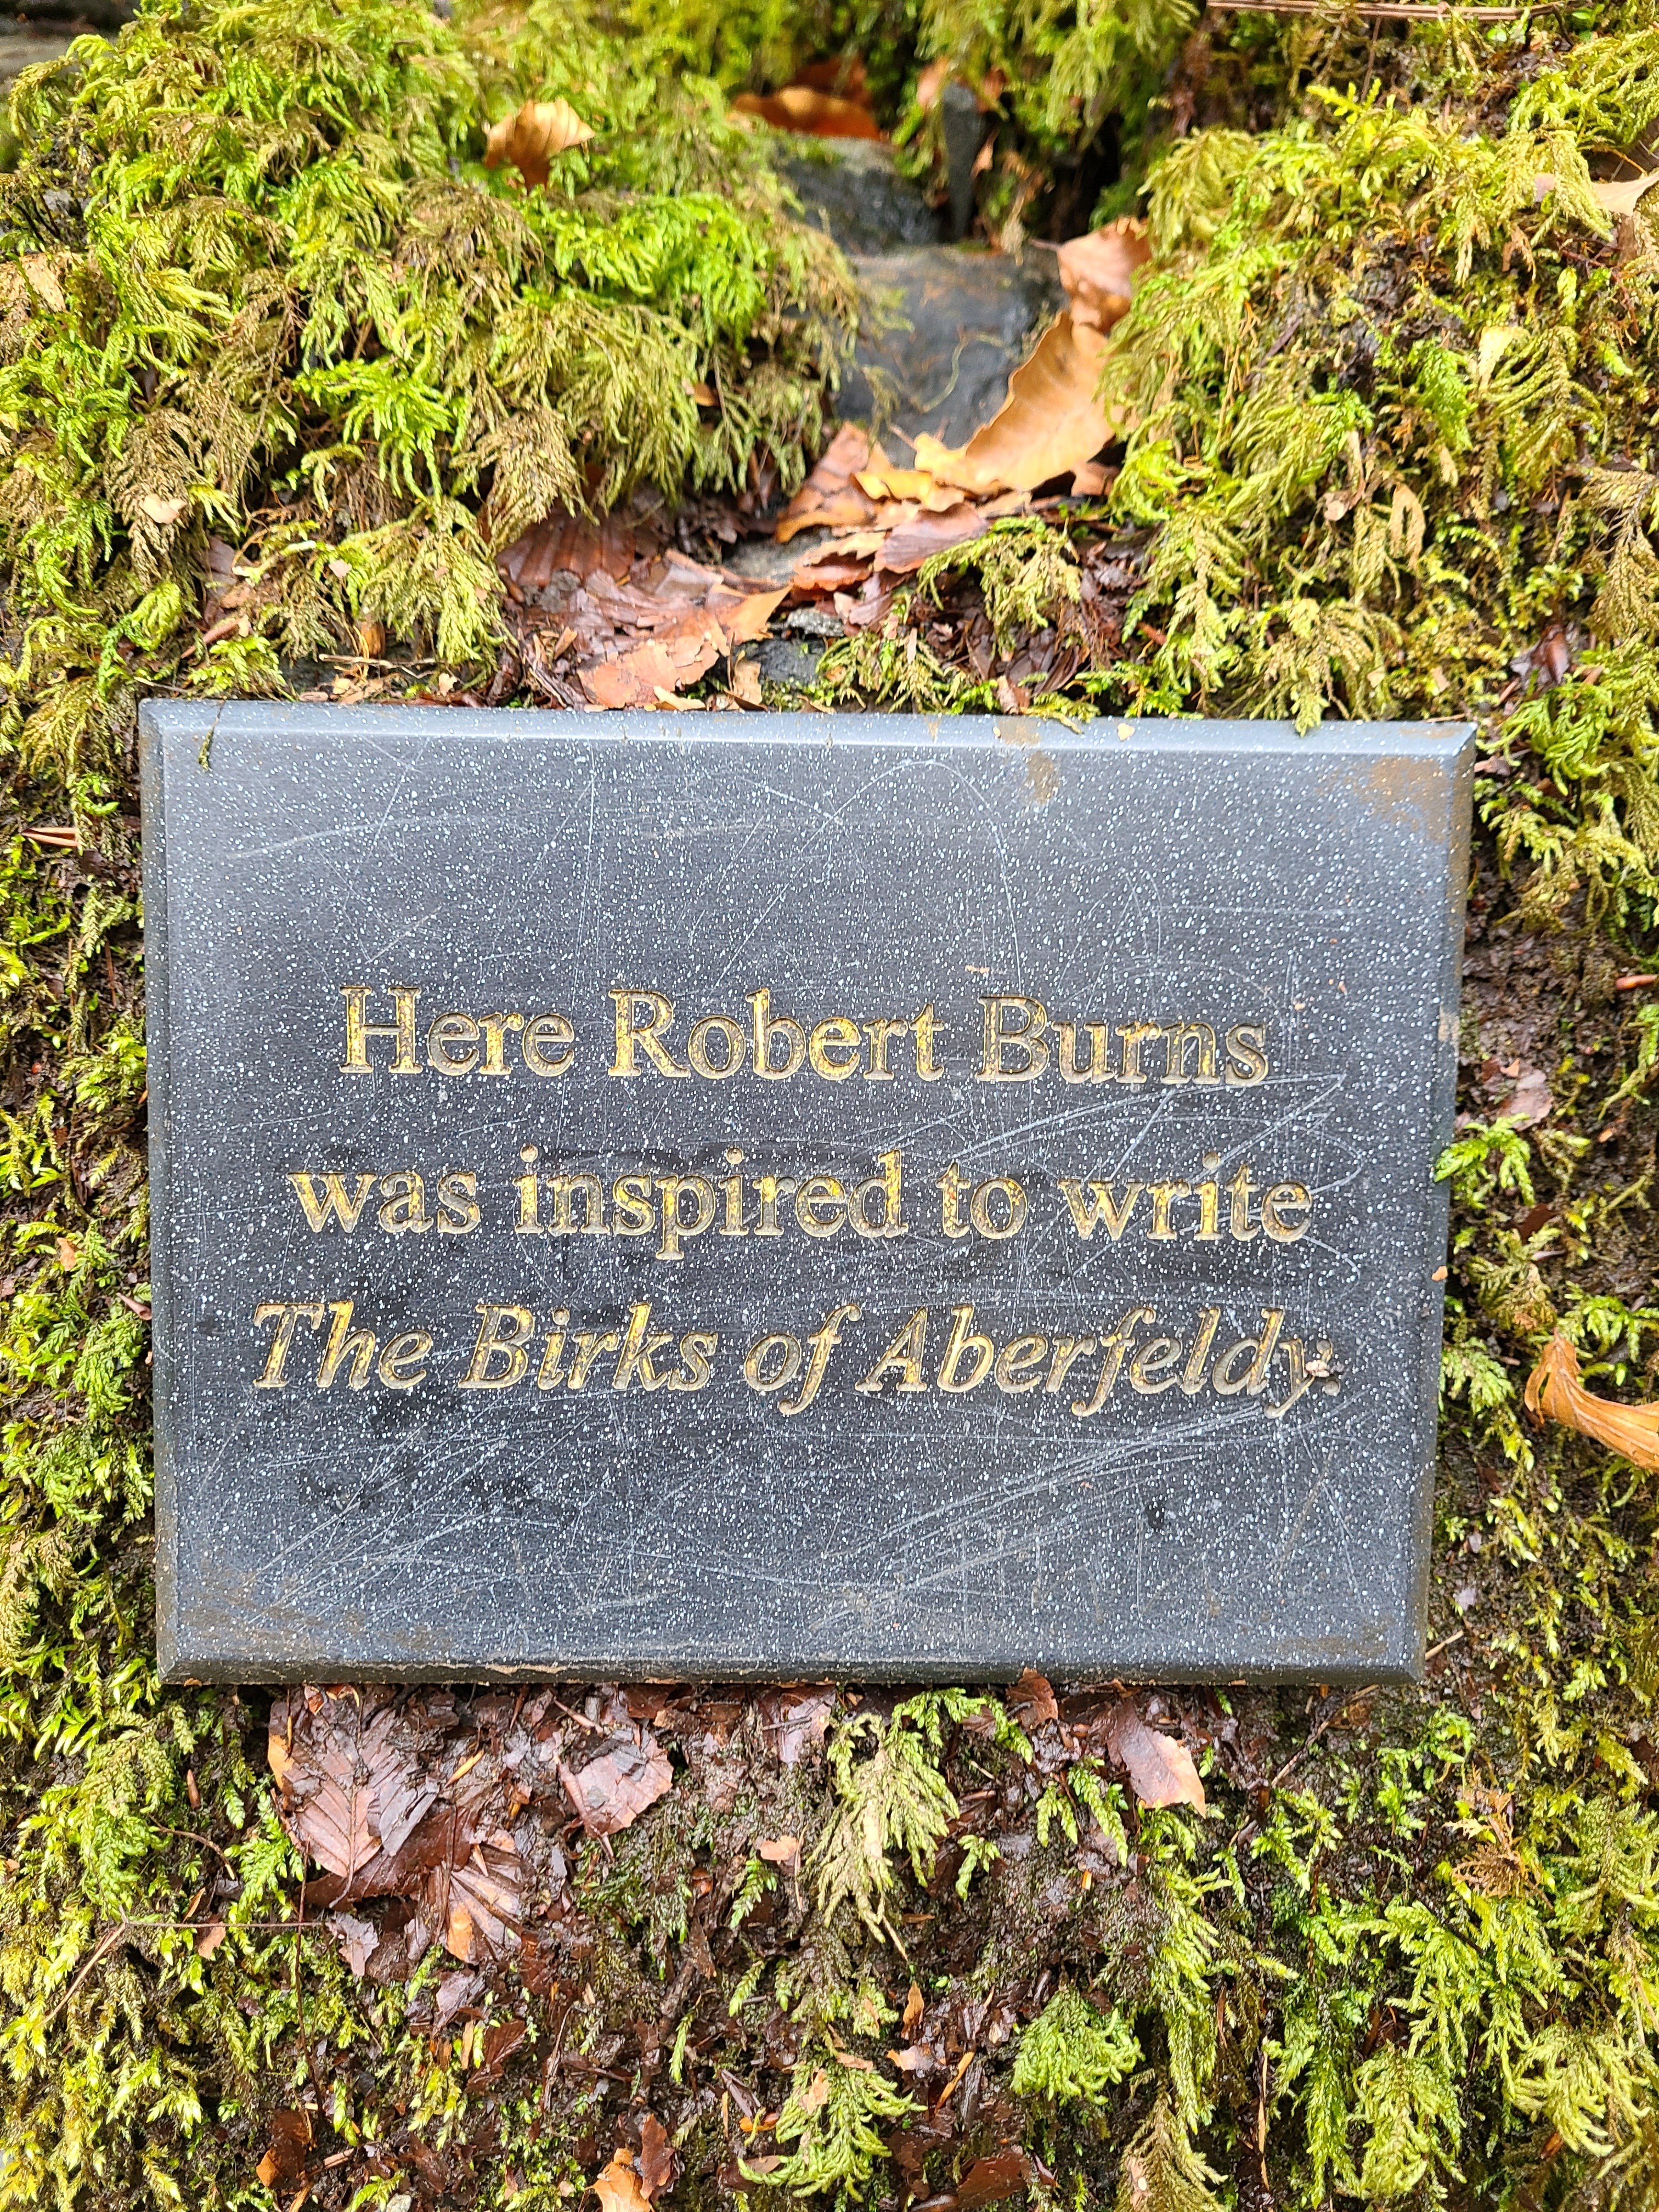 Here Robert Burns
was inspired to write
The Birks of Aberfeldy.